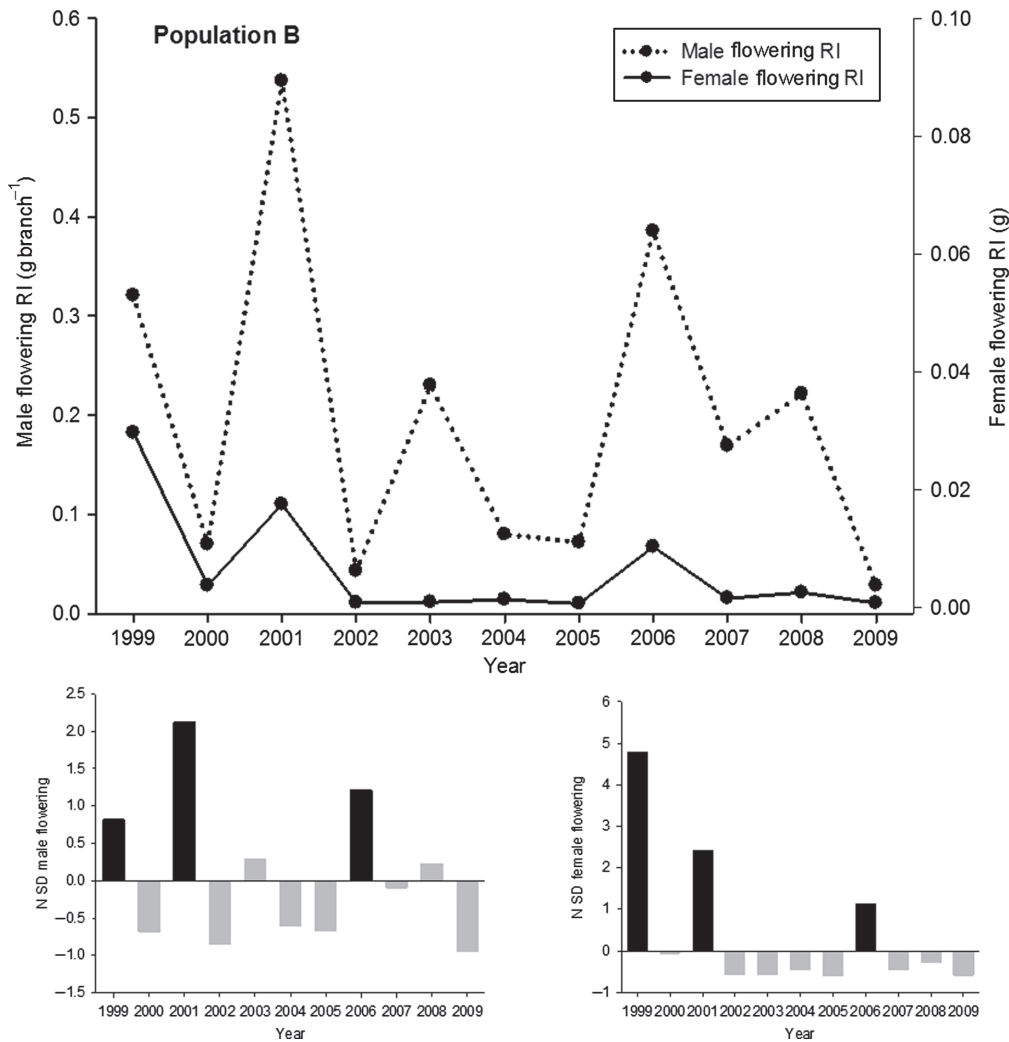 Population B
Male flowering RI
Female flowering RI
Male flowering RI (g branch⁻¹)
0.6
0.5
0.4
0.3
0.2
0.1
0.0
Female flowering RI (g)
0.10
0.08
0.06
0.04
0.02
0.00
1999 2000 2001 2002 2003 2004 2005 2006 2007 2008 2009
Year
N SD male flowering
2.5
2.0
1.5
1.0
0.5
0.0
−0.5
−1.0
−1.5
1999 2000 2001 2002 2003 2004 2005 2006 2007 2008 2009
Year
N SD female flowering
6
5
4
3
2
1
0
−1
1999 2000 2001 2002 2003 2004 2005 2006 2007 2008 2009
Year